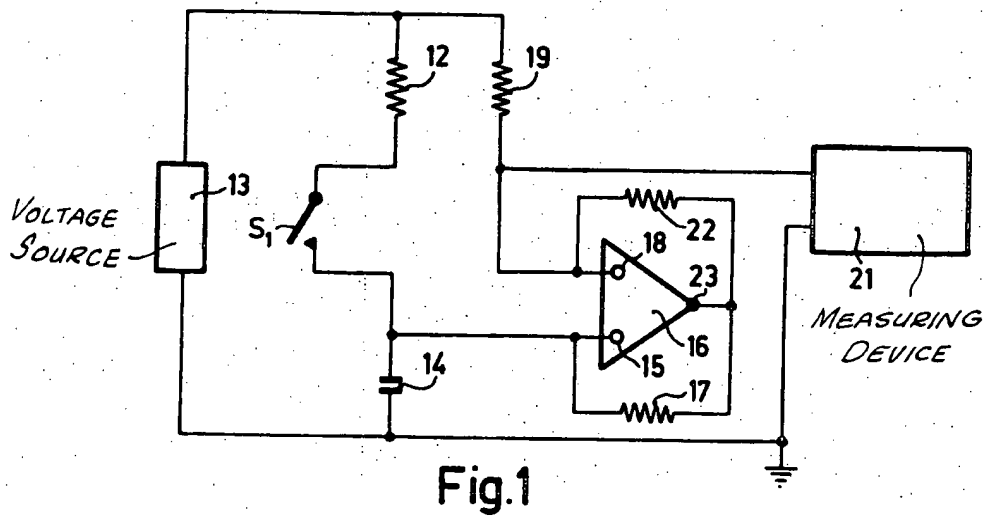 12
19
13
VOLTAGE
SOURCE
S1
22
18
23
16
15
21
MEASURING
DEVICE
14
17
Fig.1